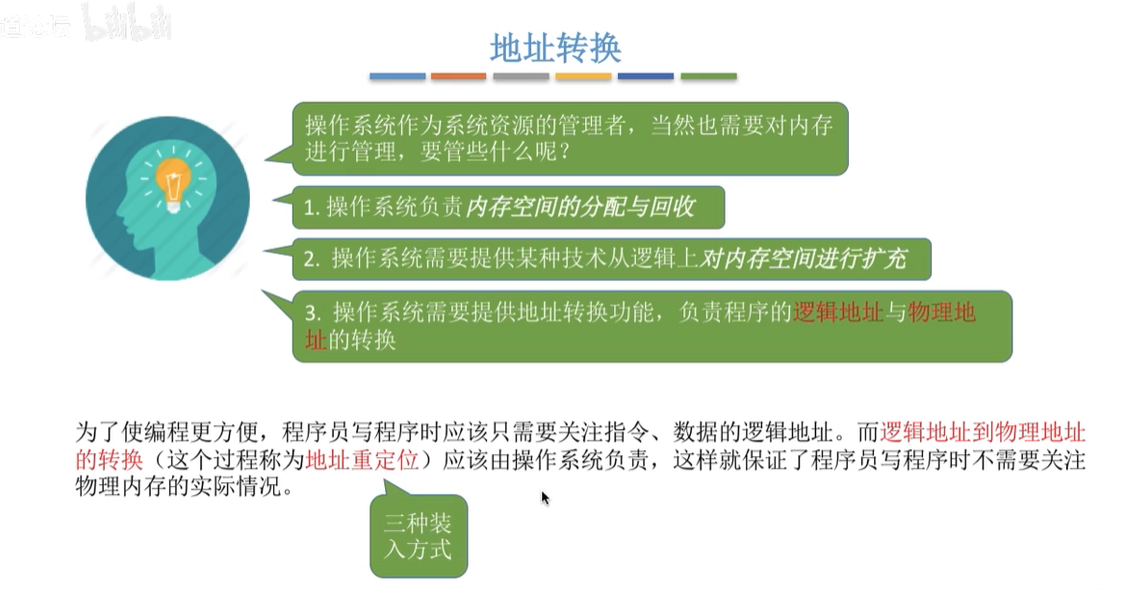 bilibili
地址转换
操作系统作为系统资源的管理者，当然也需要对内存
进行管理，要管些什么呢？
1. 操作系统负责内存空间的分配与回收
2. 操作系统需要提供某种技术从逻辑上对内存空间进行扩充
3. 操作系统需要提供地址转换功能，负责程序的逻辑地址与物理地
址的转换
为了使编程更方便，程序员写程序时应该只需要关注指令、数据的逻辑地址。而逻辑地址到物理地址
的转换（这个过程称为地址重定位）应该由操作系统负责，这样就保证了程序员写程序时不需要关注
物理内存的实际情况。
三种装
入方式